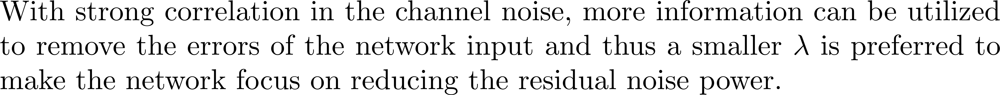 With strong correlation in the channel noise, more information can be utilized
to remove the errors of the network input and thus a smaller λ is preferred to
make the network focus on reducing the residual noise power.